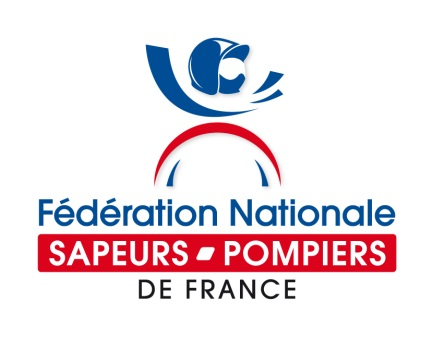 Fédération Nationale
SAPEURS - POMPIERS
DE FRANCE